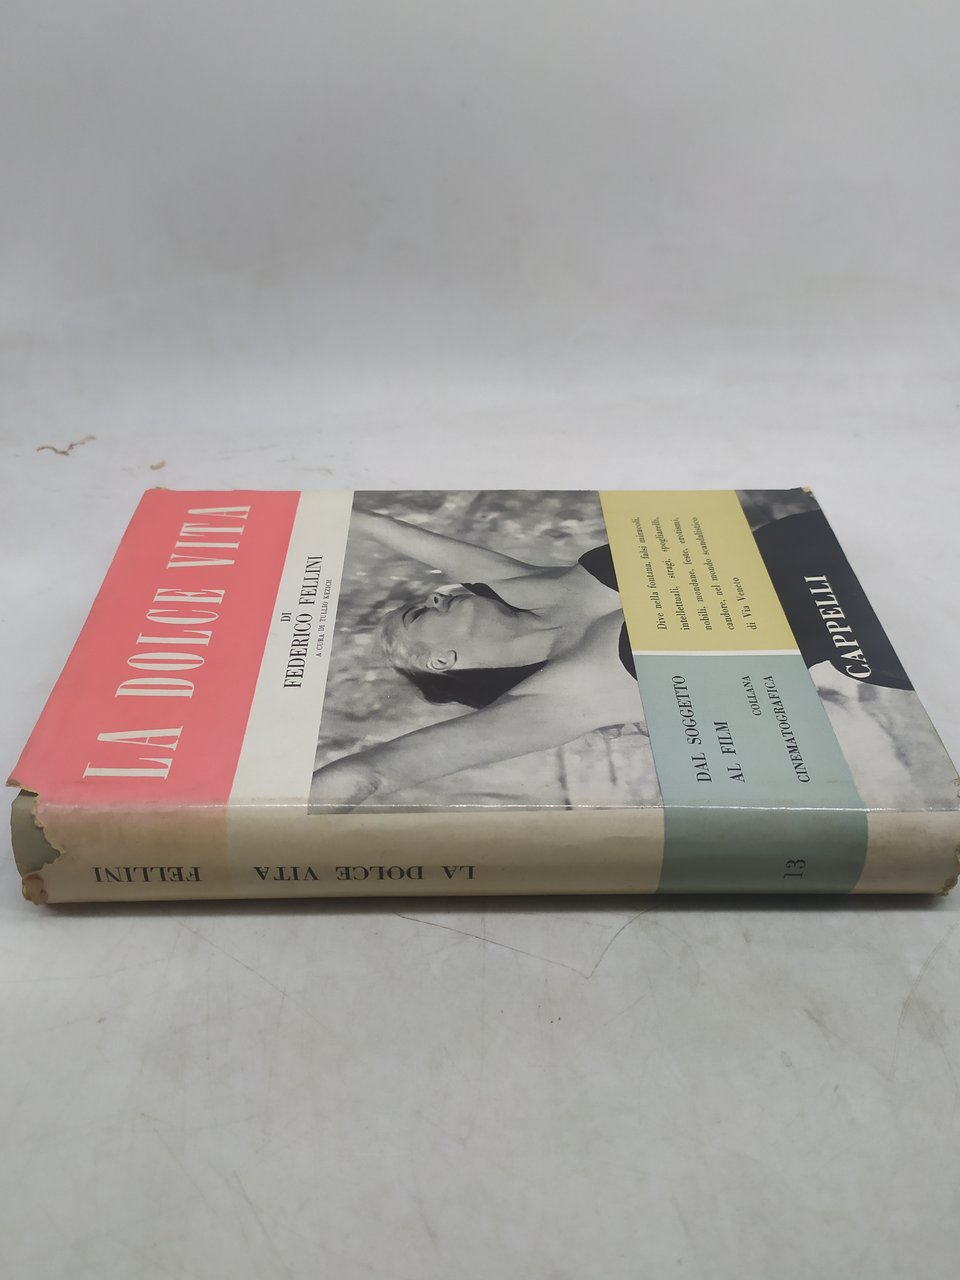 LA DOLCE VITA
DI
FEDERICO FELLINI
A CURA DI TULLIO KEZICH
Dive nella fontana, falsi miracoli,
intellettuali, stragi, spogliarelli,
nobili, mondane, feste, erotismi,
candore, nel mondo scandalistico
di Via Veneto
DAL SOGGETTO
AL FILM
COLLANA
CINEMATOGRAFICA
CAPPELLI
FELLINI
LA DOLCE VITA
13